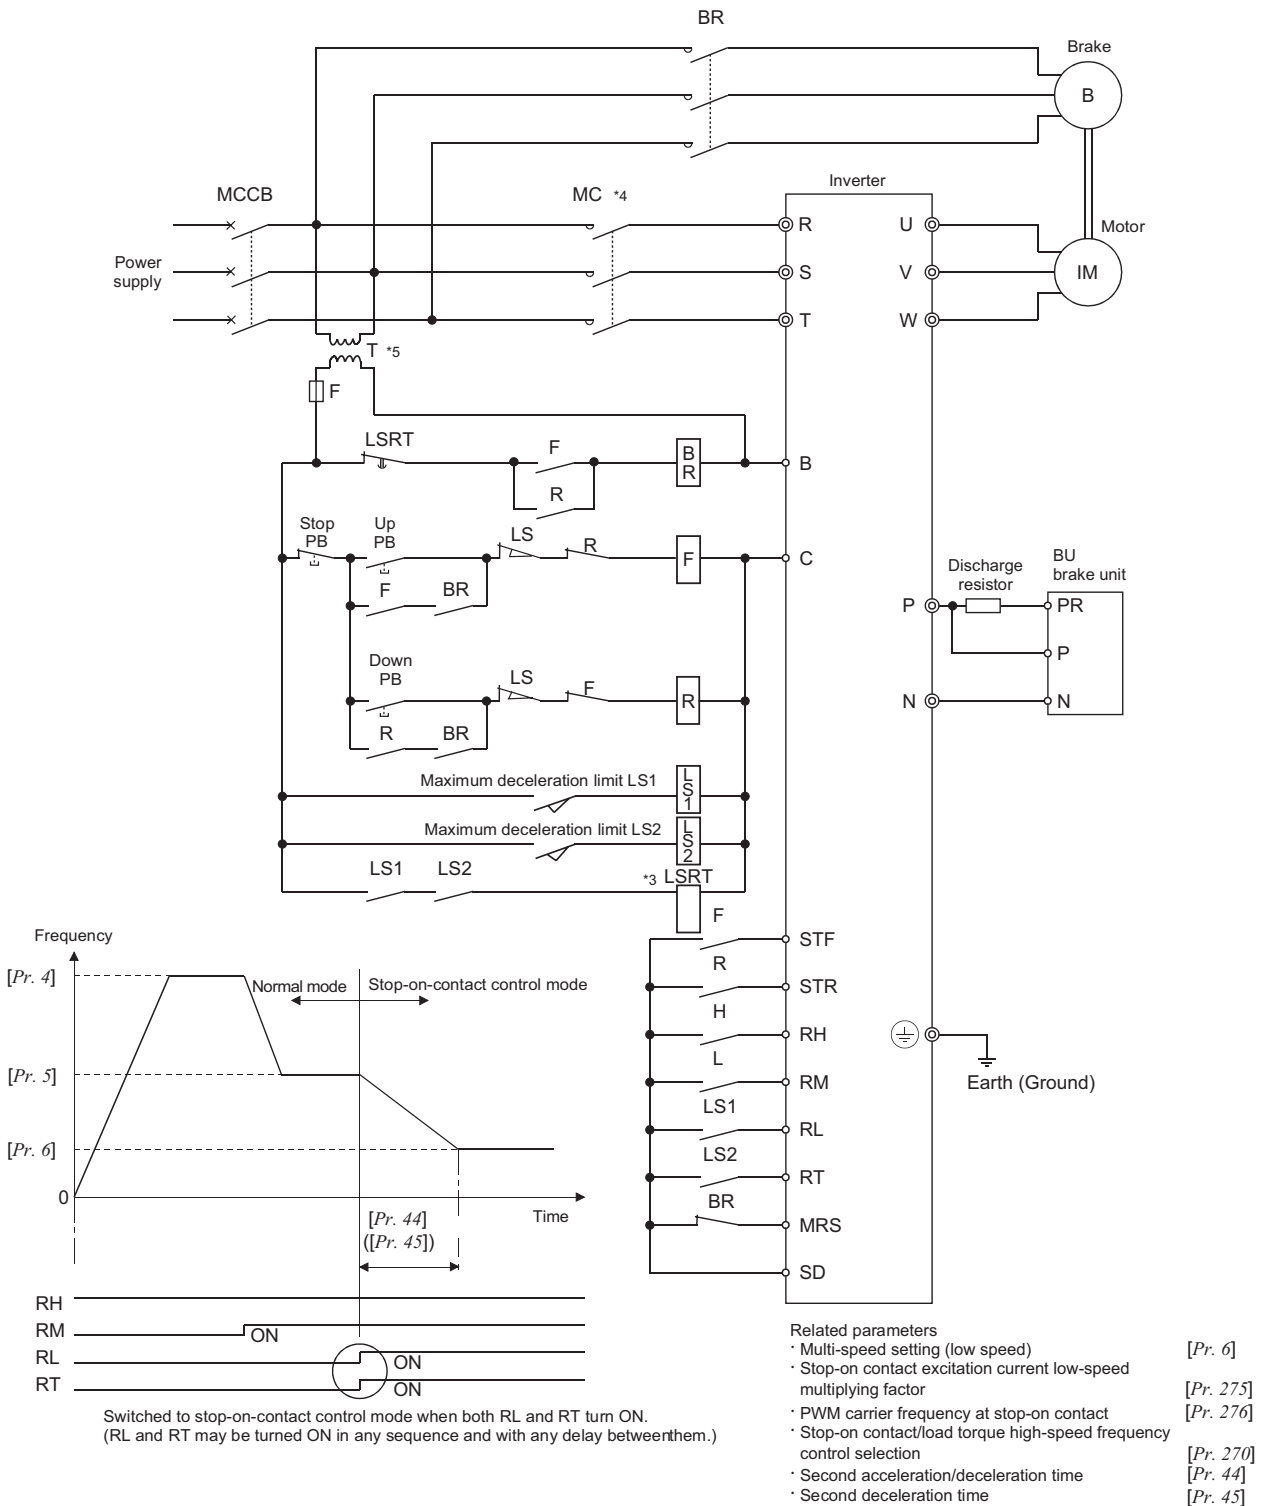 BR
Brake
B
MCCB
MC *4
Inverter
R
U
Motor
Power
supply
S
V
IM
T
W
T *5
F
LSRT
F
B
R
B
R
Stop
PB
Up
PB
LS
R
F
C
F
BR
Discharge
resistor
BU
brake unit
P
PR
P
N
N
Down
PB
LS
F
R
R
BR
Maximum deceleration limit LS1
L
S
1
Maximum deceleration limit LS2
L
S
2
LS1
LS2
*3 LSRT
F
STF
R
STR
H
RH
L
RM
LS1
RL
LS2
RT
BR
MRS
SD
Earth (Ground)
Frequency
[Pr. 4]
Normal mode
Stop-on-contact control mode
[Pr. 5]
[Pr. 6]
0
Time
[Pr. 44]
([Pr. 45])
RH
RM
ON
RL
ON
RT
ON
Switched to stop-on-contact control mode when both RL and RT turn ON.
(RL and RT may be turned ON in any sequence and with any delay betweenthem.)
Related parameters
· Multi-speed setting (low speed) [Pr. 6]
· Stop-on contact excitation current low-speed
multiplying factor [Pr. 275]
· PWM carrier frequency at stop-on contact [Pr. 276]
· Stop-on contact/load torque high-speed frequency
control selection [Pr. 270]
· Second acceleration/deceleration time [Pr. 44]
· Second deceleration time [Pr. 45]